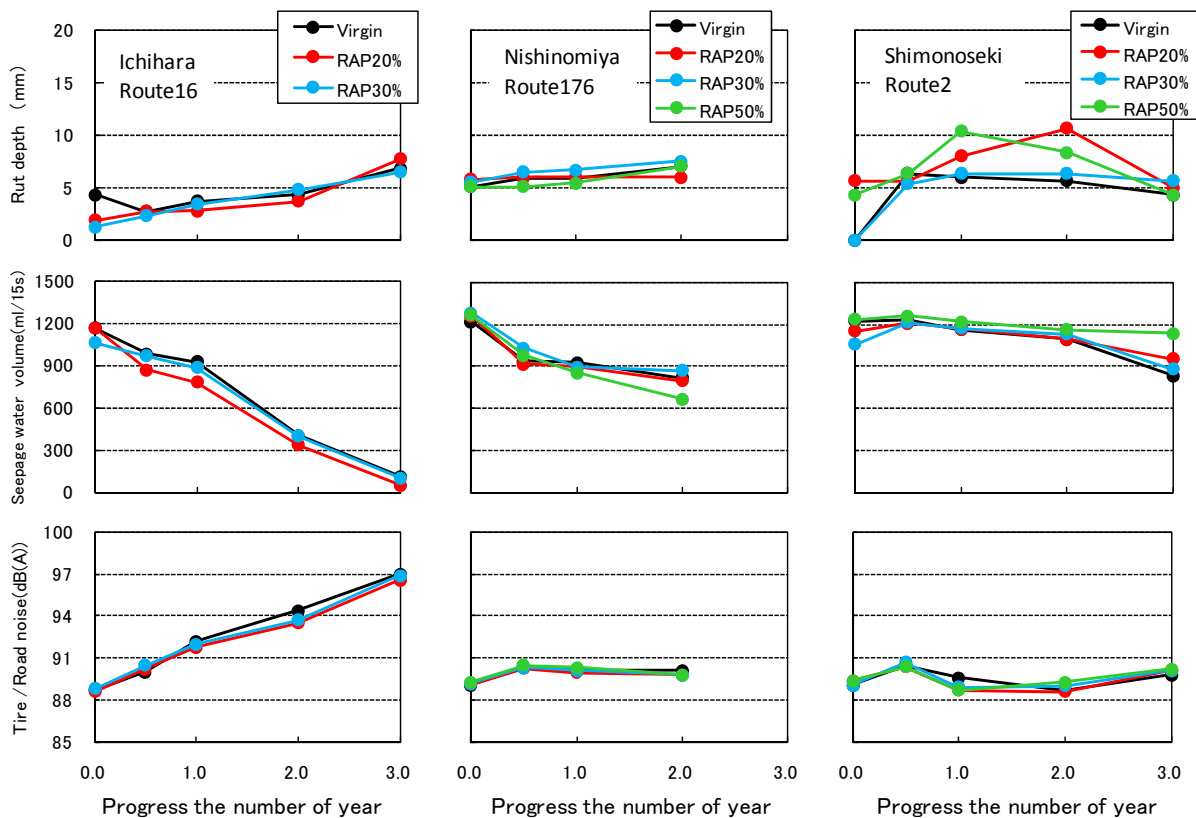 Rut depth (mm)
20
15
10
5
0
Ichihara
Route16
Virgin
RAP20%
RAP30%
Nishinomiya
Route176
Virgin
RAP20%
RAP30%
RAP50%
Shimonoseki
Route2
Virgin
RAP20%
RAP30%
RAP50%
Seepage water volume(ml/15s)
1500
1200
900
600
300
0
Tire / Road noise(dB(A))
100
97
94
91
88
85
0.0 1.0 2.0 3.0
0.0 1.0 2.0 3.0
0.0 1.0 2.0 3.0
Progress the number of year
Progress the number of year
Progress the number of year